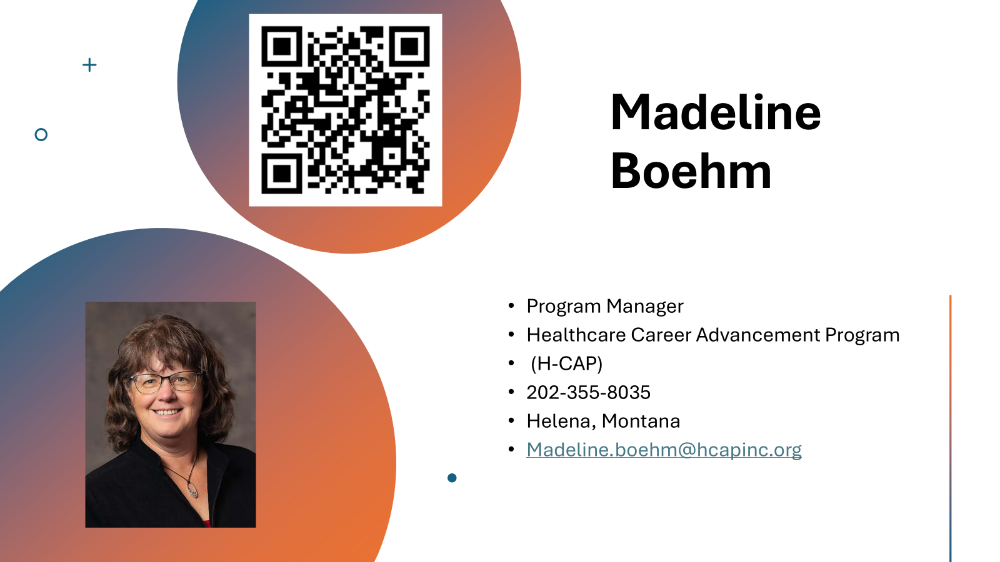 Madeline
Boehm
• Program Manager
• Healthcare Career Advancement Program
• (H-CAP)
• 202-355-8035
• Helena, Montana
• Madeline.boehm@hcapinc.org